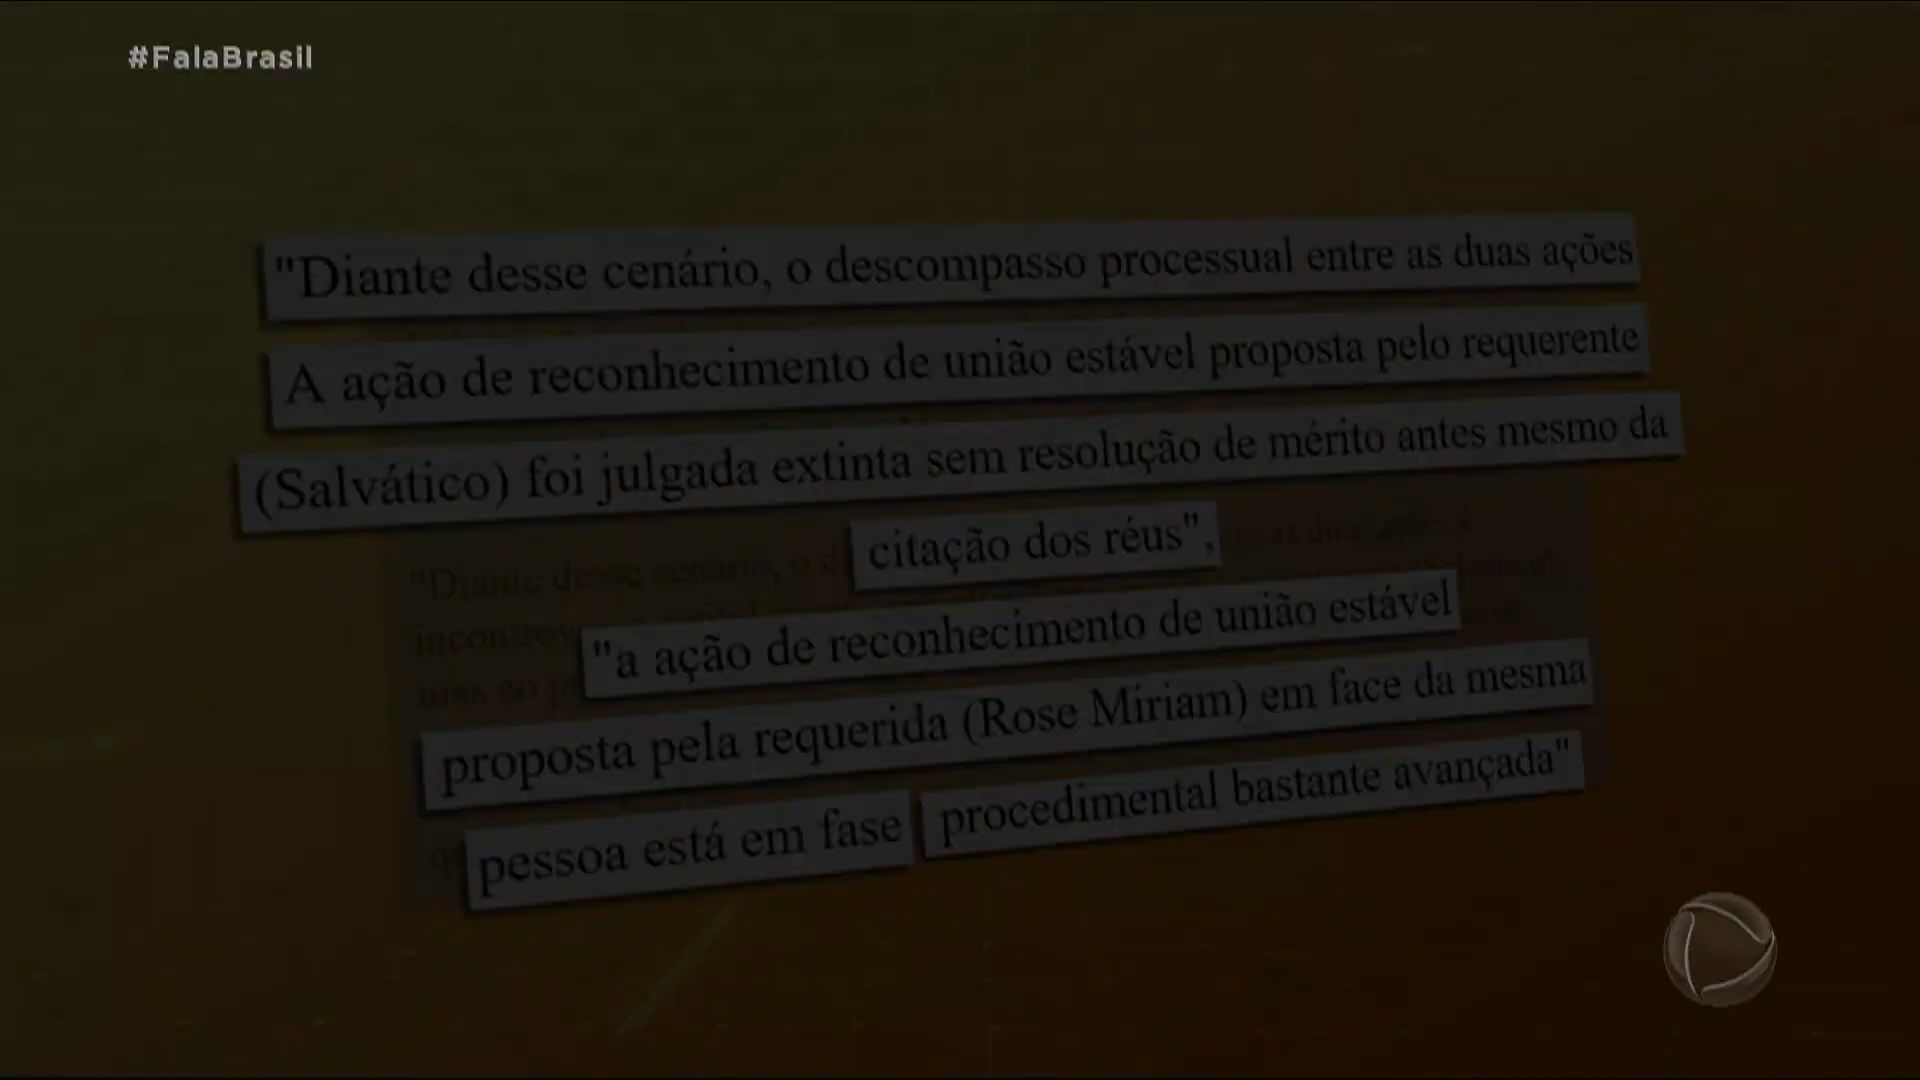 #FalaBrasil
"Diante desse cenário, o descompasso processual entre as duas ações
A ação de reconhecimento de união estável proposta pelo requerente
(Salvático) foi julgada extinta sem resolução de mérito antes mesmo da
citação dos réus",
"a ação de reconhecimento de união estável
proposta pela requerida (Rose Miriam) em face da mesma
pessoa está em fase procedimental bastante avançada"